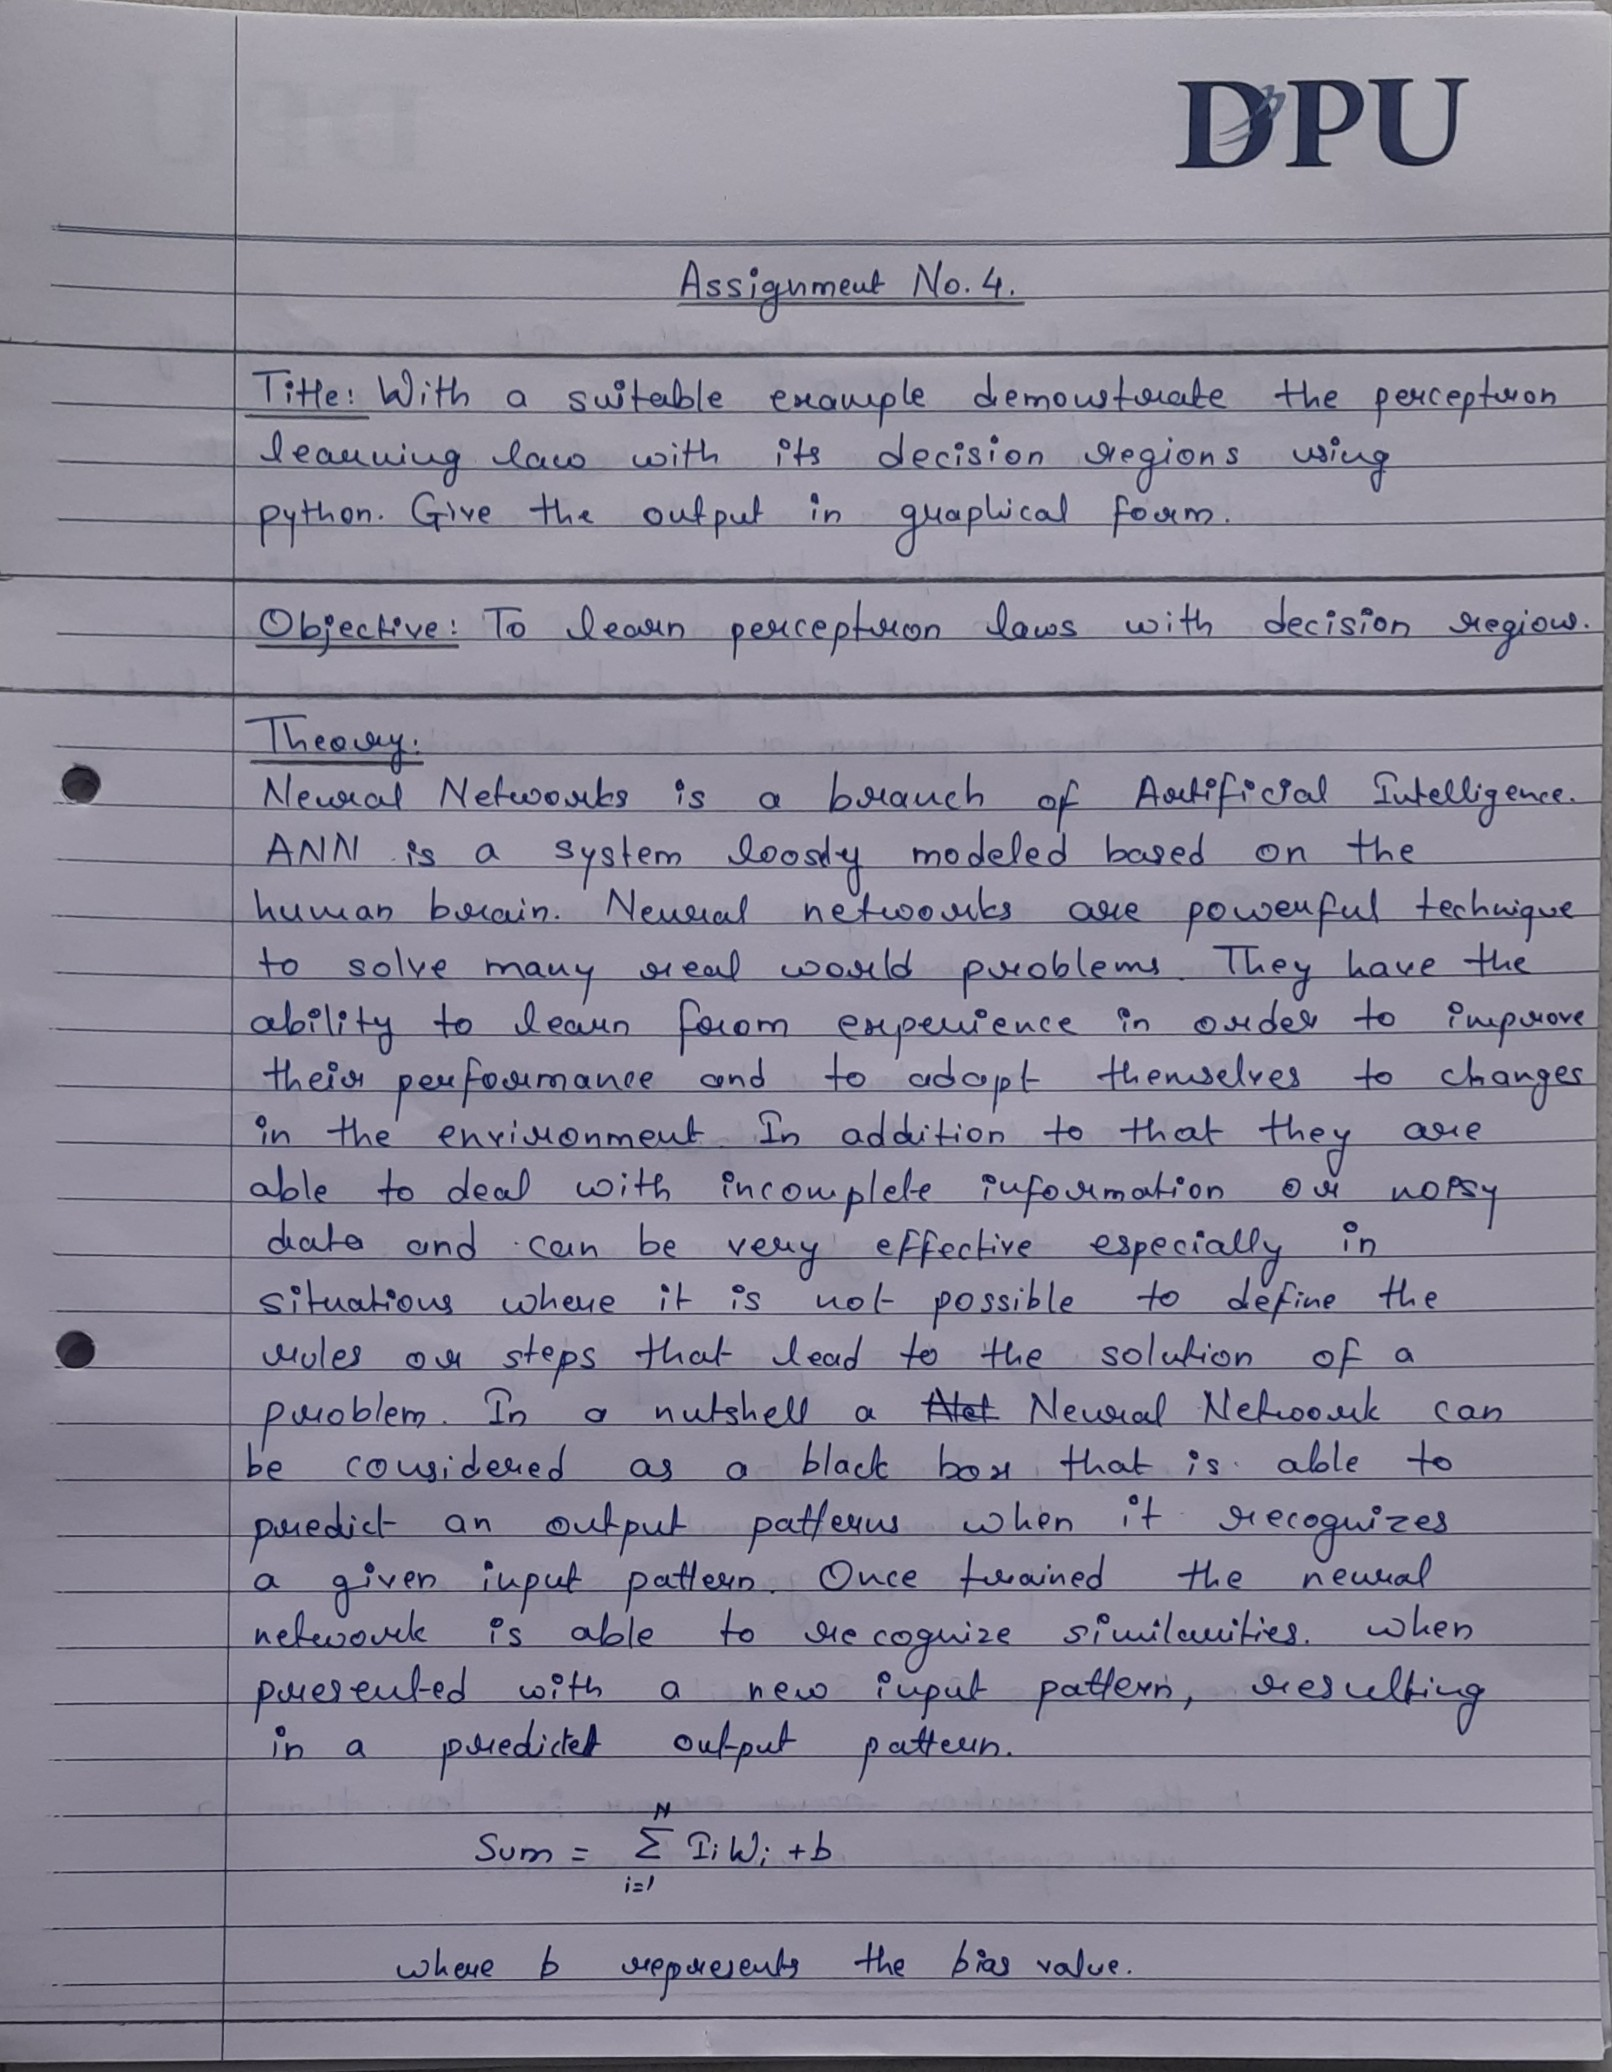 DPU
Assignment No. 4.
Title: With a suitable example demonstrate the perceptron
learning law with its decision regions using
python. Give the output in graphical form.
Objective: To learn perceptron laws with decision region.
Theory:
Neural Networks is a branch of Artificial Intelligence.
ANN is a system loosely modeled based on the
human brain. Neural networks are powerful technique
to solve many real world problems. They have the
ability to learn from experience in order to improve
their performance and to adapt themselves to changes
in the environment. In addition to that they are
able to deal with incomplete information or noisy
data and can be very effective especially in
situations where it is not possible to define the
rules or steps that lead to the solution of a
problem. In a nutshell a Neural Network can
be considered as a black box that is able to
predict an output patterns when it recognizes
a given input pattern. Once trained the neural
network is able to recognize similarities. when
presented with a new input pattern, resulting
in a predicted output pattern.
Sum = N Σ i=1 Ii Wi + b
where b represents the bias value.